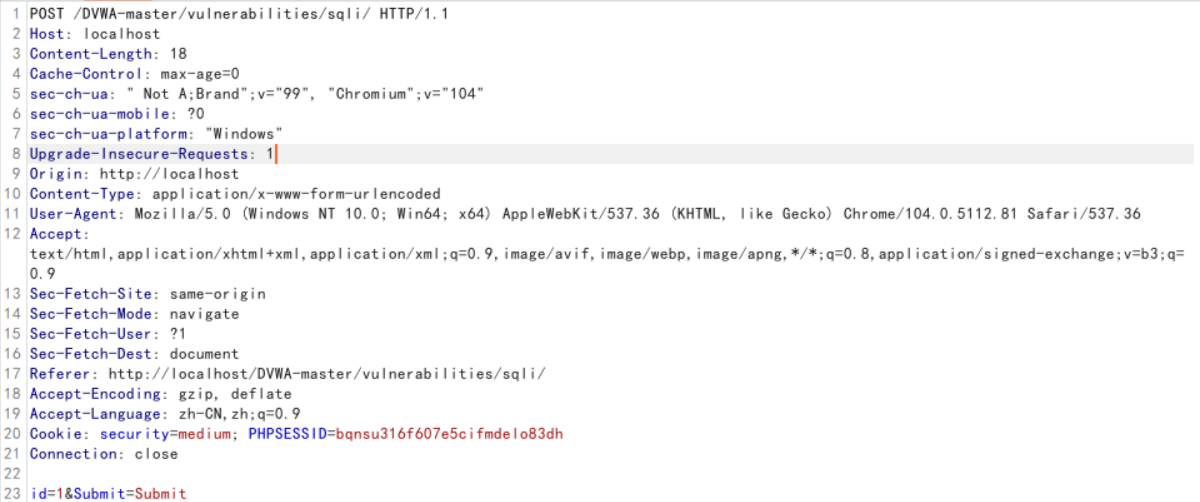 1 POST /DVWA-master/vulnerabilities/sqli/ HTTP/1.1
2 Host: localhost
3 Content-Length: 18
4 Cache-Control: max-age=0
5 sec-ch-ua: " Not A;Brand";v="99", "Chromium";v="104"
6 sec-ch-ua-mobile: ?0
7 sec-ch-ua-platform: "Windows"
8 Upgrade-Insecure-Requests: 1
9 Origin: http://localhost
10 Content-Type: application/x-www-form-urlencoded
11 User-Agent: Mozilla/5.0 (Windows NT 10.0; Win64; x64) AppleWebKit/537.36 (KHTML, like Gecko) Chrome/104.0.5112.81 Safari/537.36
12 Accept:
text/html,application/xhtml+xml,application/xml;q=0.9,image/avif,image/webp,image/apng,*/*;q=0.8,application/signed-exchange;v=b3;q=
0.9
13 Sec-Fetch-Site: same-origin
14 Sec-Fetch-Mode: navigate
15 Sec-Fetch-User: ?1
16 Sec-Fetch-Dest: document
17 Referer: http://localhost/DVWA-master/vulnerabilities/sqli/
18 Accept-Encoding: gzip, deflate
19 Accept-Language: zh-CN,zh;q=0.9
20 Cookie: security=medium; PHPSESSID=bqnsu316f607e5cifmdelo83dh
21 Connection: close
22
23 id=1&Submit=Submit